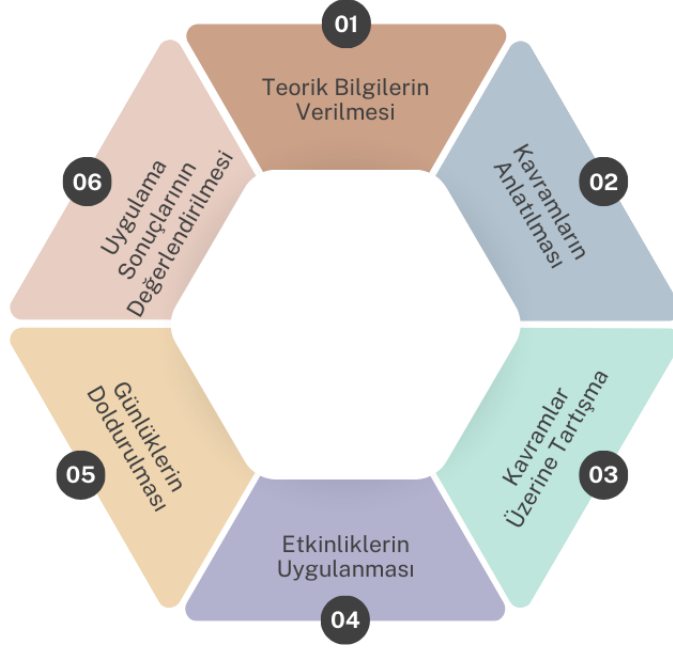 01
Teorik Bilgilerin
Verilmesi
02
Kavramların
Anlatılması
03
Kavramlar
Üzerine Tartışma
04
Etkinliklerin
Uygulanması
05
Günlüklerin
Doldurulması
06
Uygulama
Sonuçlarının
Değerlendirilmesi